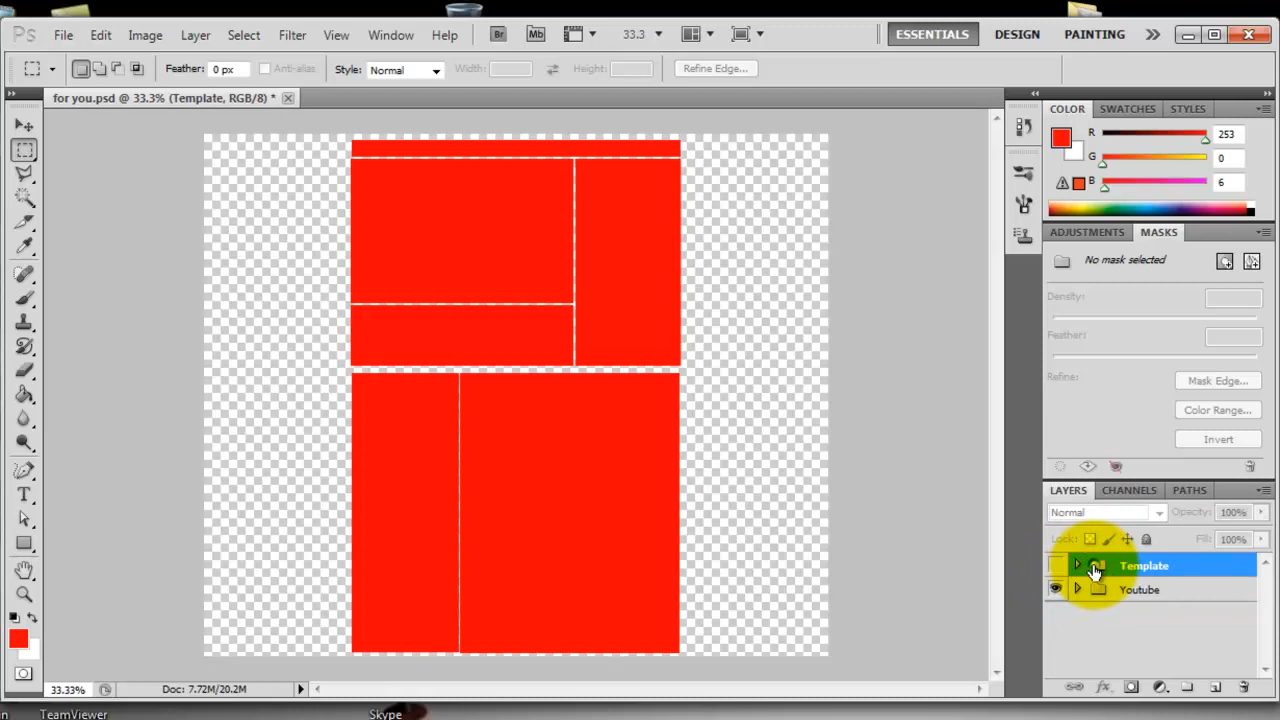 Ps File Edit Image Layer Select Filter View Window Help Br Mb 33.3 ESSENTIALS DESIGN PAINTING
Feather: 0 px Anti-alias Style: Normal Width: Height: Refine Edge...
for you.psd @ 33.3% (Template, RGB/8) *
COLOR SWATCHES STYLES
R 253
G 0
B 6
ADJUSTMENTS MASKS
No mask selected
Density:
Feather:
Refine:
Mask Edge...
Color Range...
Invert
LAYERS CHANNELS PATHS
Normal Opacity: 100%
Lock: Fill: 100%
Template
Youtube
33.33% Doc: 7.72M/20.2M
TeamViewer Skype